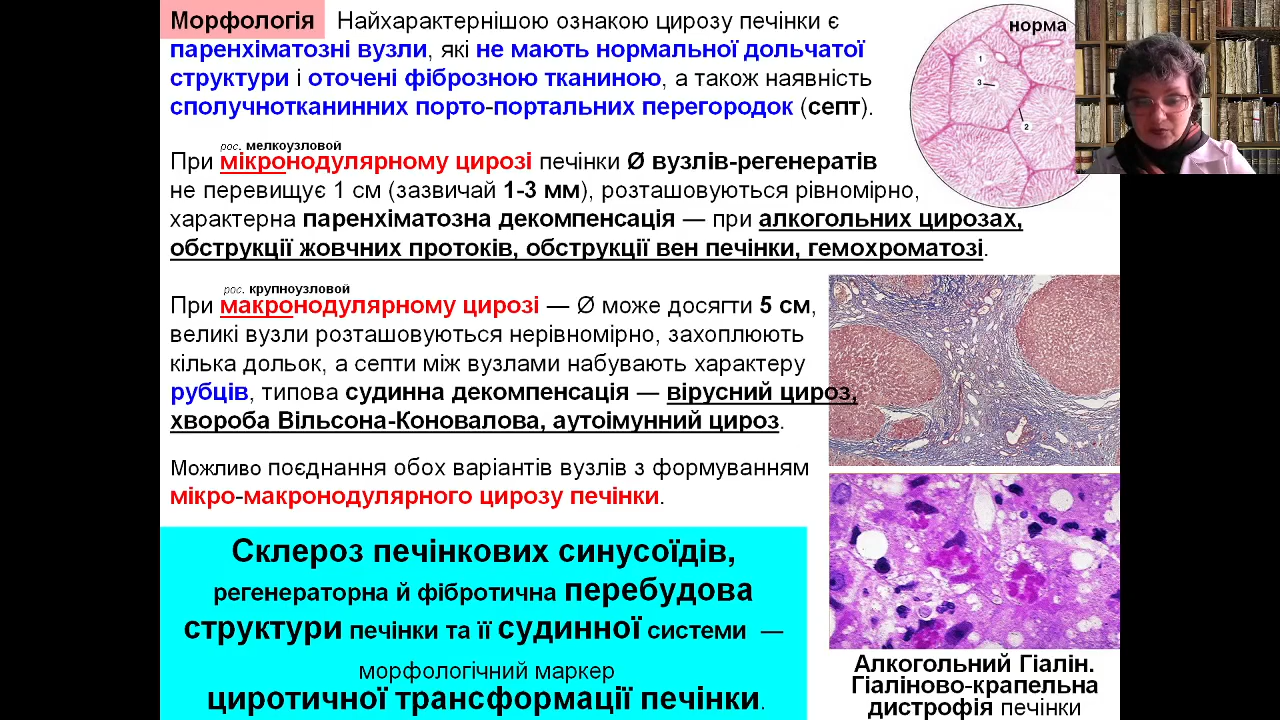 Морфологія Найхарактернішою ознакою цирозу печінки є
паренхіматозні вузли, які не мають нормальної дольчатої
структури і оточені фіброзною тканиною, а також наявність
сполучнотканинних порто-портальних перегородок (септ).
норма
1
3
2
рос. мелкоузловой
При мікронодулярному цирозі печінки Ø вузлів-регенератів
не перевищує 1 см (зазвичай 1-3 мм), розташовуються рівномірно,
характерна паренхіматозна декомпенсація — при алкогольних цирозах,
обструкції жовчних протоків, обструкції вен печінки, гемохроматозі.
рос. крупноузловой
При макронодулярному цирозі — Ø може досягти 5 см,
великі вузли розташовуються нерівномірно, захоплюють
кілька дольок, а септи між вузлами набувають характеру
рубців, типова судинна декомпенсація — вірусний цироз,
хвороба Вільсона-Коновалова, аутоімунний цироз.
Можливо поєднання обох варіантів вузлів з формуванням
мікро-макронодулярного цирозу печінки.
Склероз печінкових синусоїдів,
регенераторна й фібротична перебудова
структури печінки та її судинної системи —
морфологічний маркер
циротичної трансформації печінки.
Алкогольний Гіалін.
Гіаліново-крапельна
дистрофія печінки